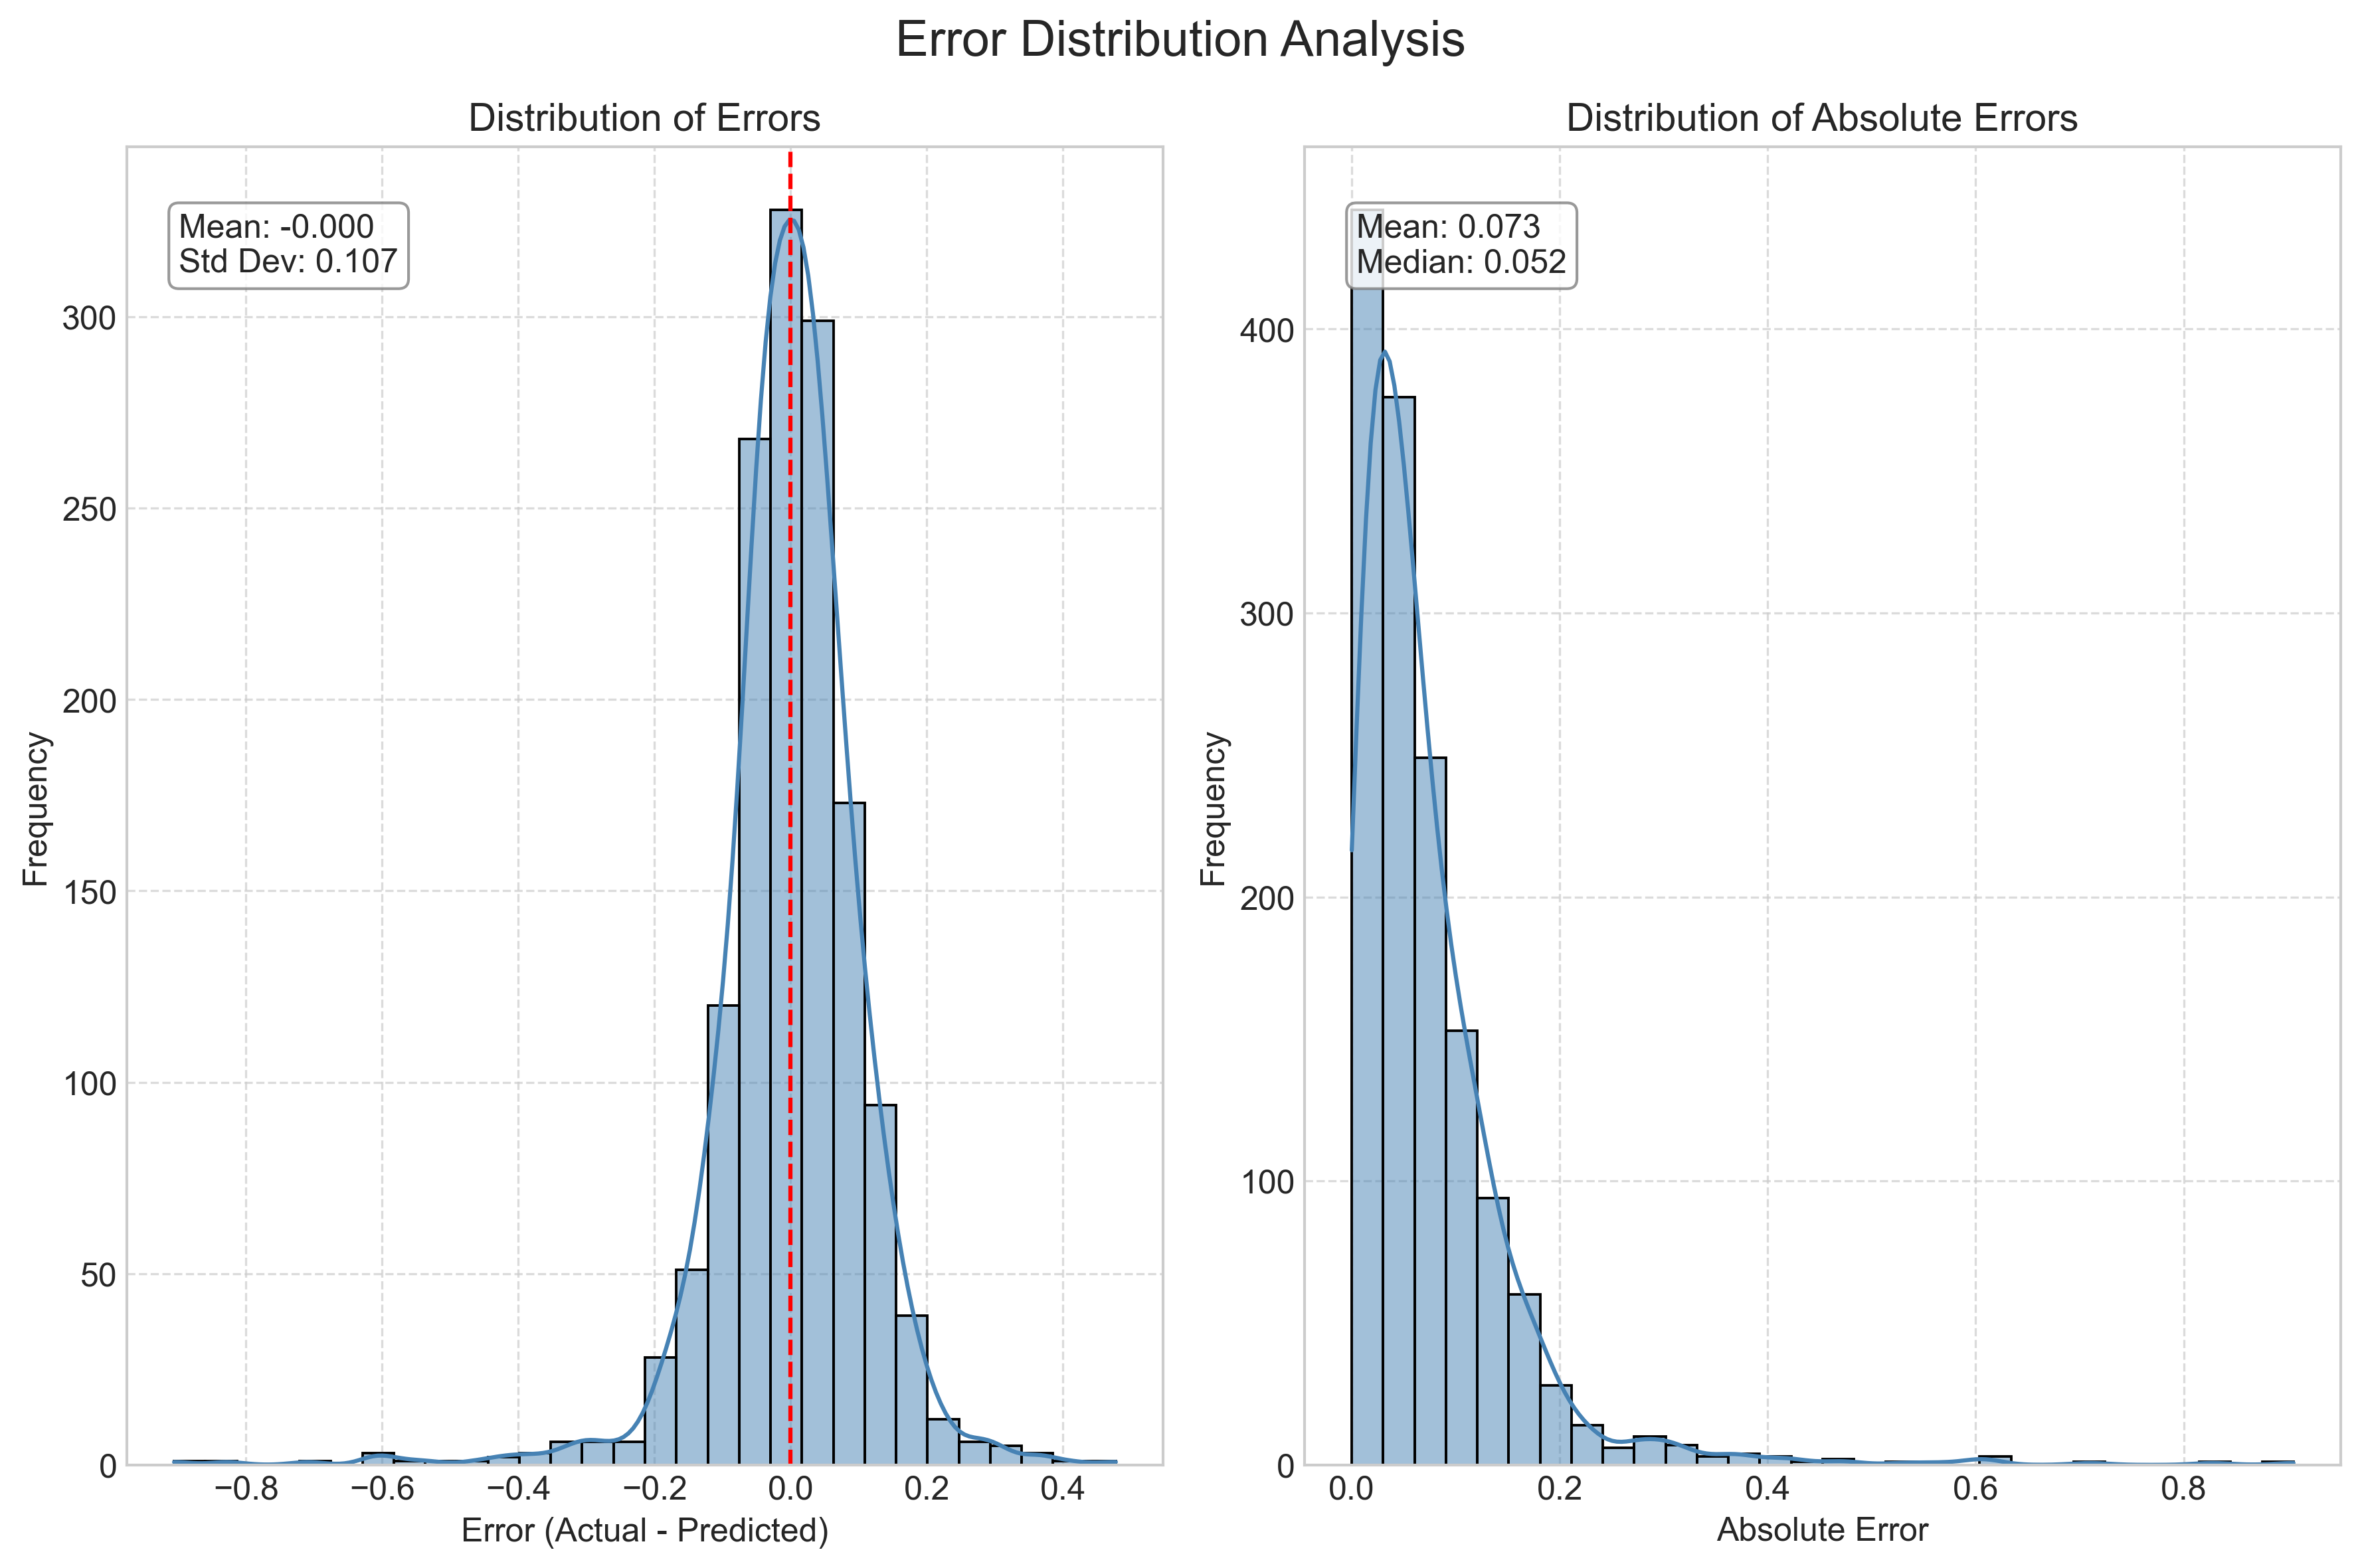 Error Distribution Analysis
Distribution of Errors
Mean: -0.000
Std Dev: 0.107
Frequency
300
250
200
150
100
50
0
−0.8
−0.6
−0.4
−0.2
0.0
0.2
0.4
Error (Actual - Predicted)
Distribution of Absolute Errors
Mean: 0.073
Median: 0.052
Frequency
400
300
200
100
0
0.0
0.2
0.4
0.6
0.8
Absolute Error